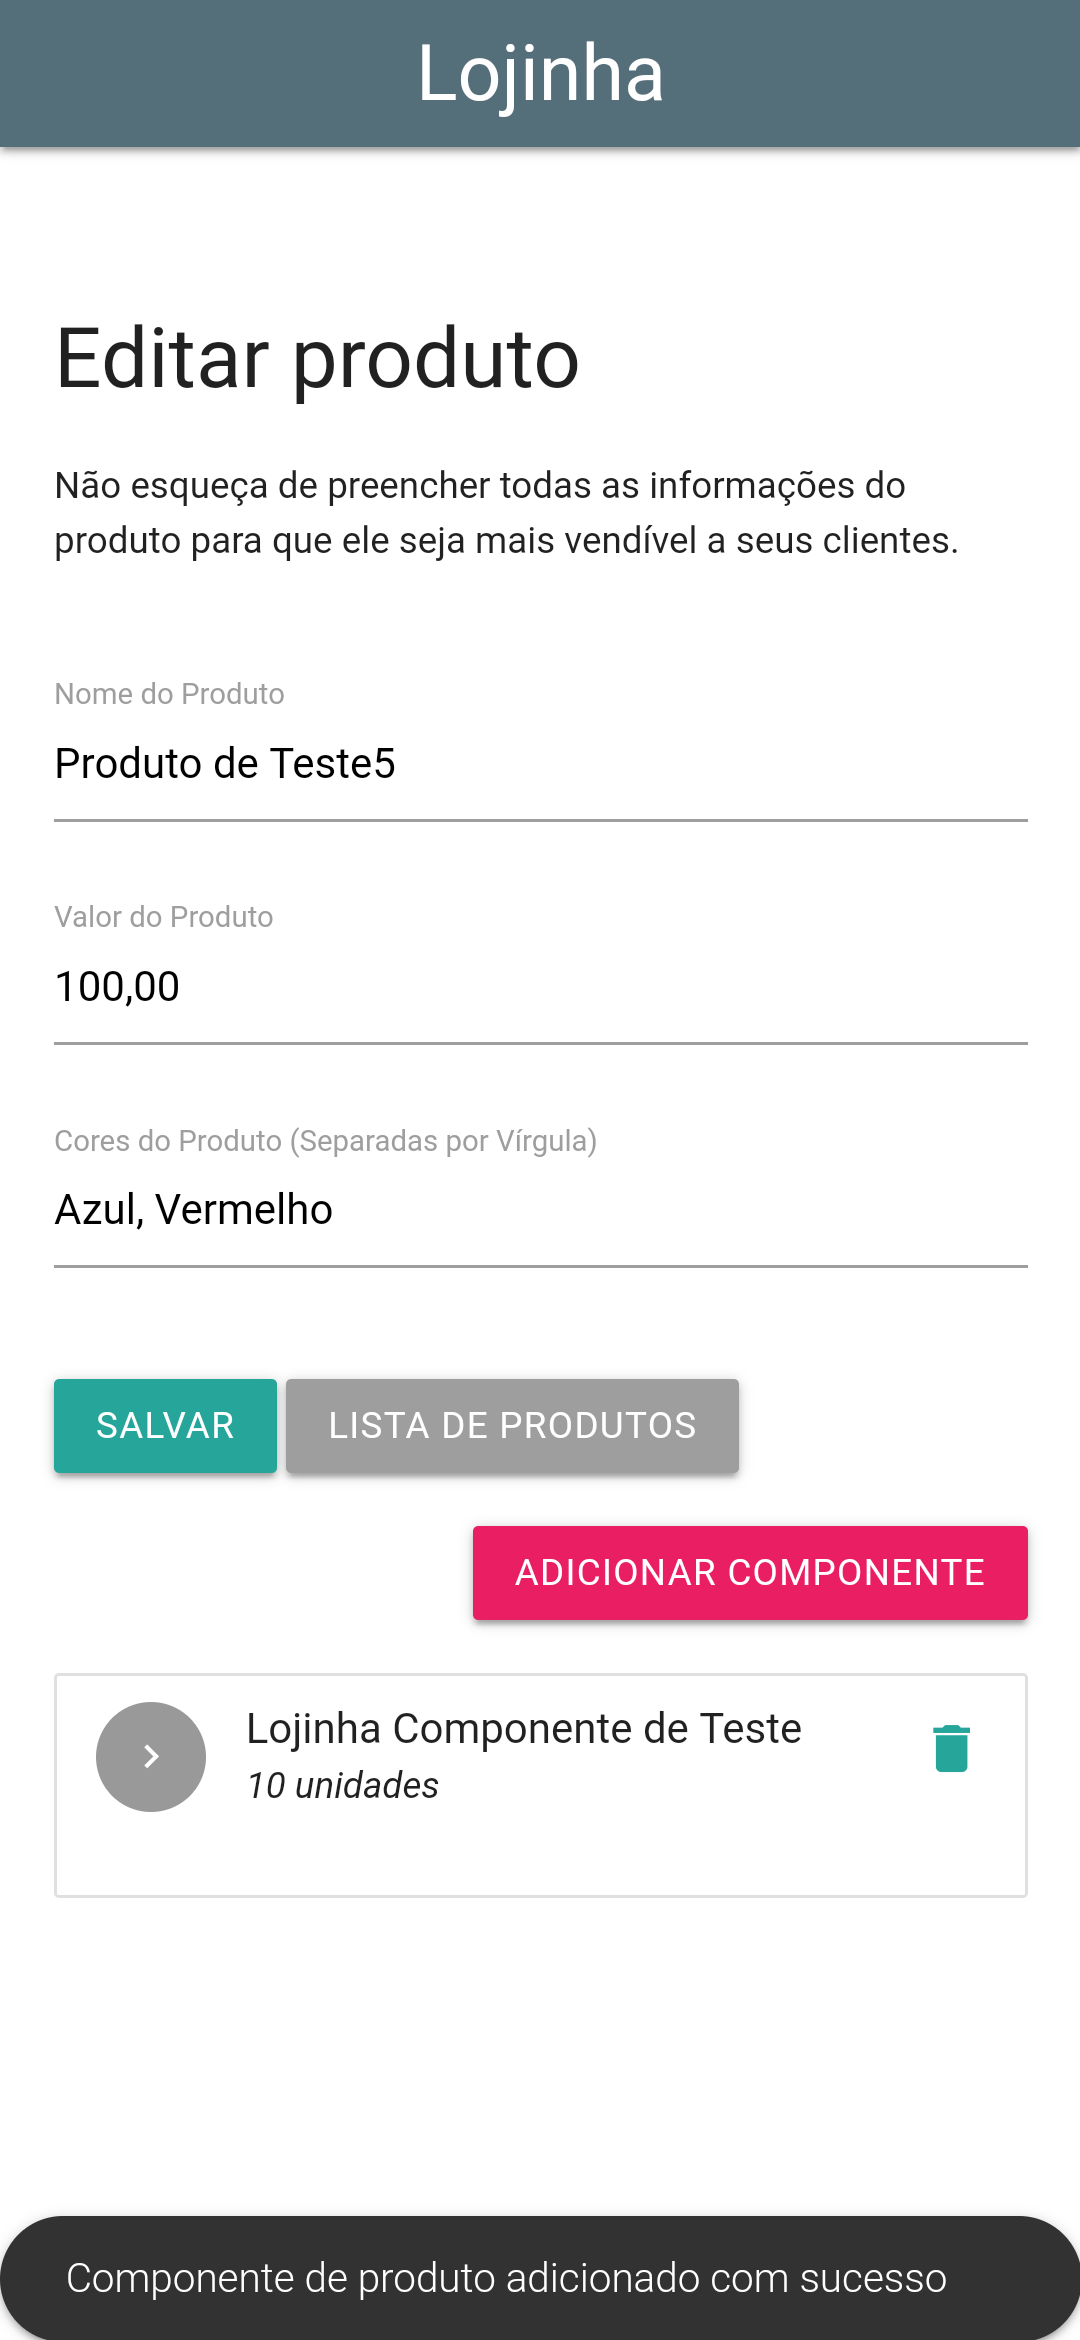 Lojinha
Editar produto
Não esqueça de preencher todas as informações do
produto para que ele seja mais vendível a seus clientes.
Nome do Produto
Produto de Teste5
Valor do Produto
100,00
Cores do Produto (Separadas por Vírgula)
Azul, Vermelho
SALVAR LISTA DE PRODUTOS
ADICIONAR COMPONENTE
Lojinha Componente de Teste
10 unidades
Componente de produto adicionado com sucesso